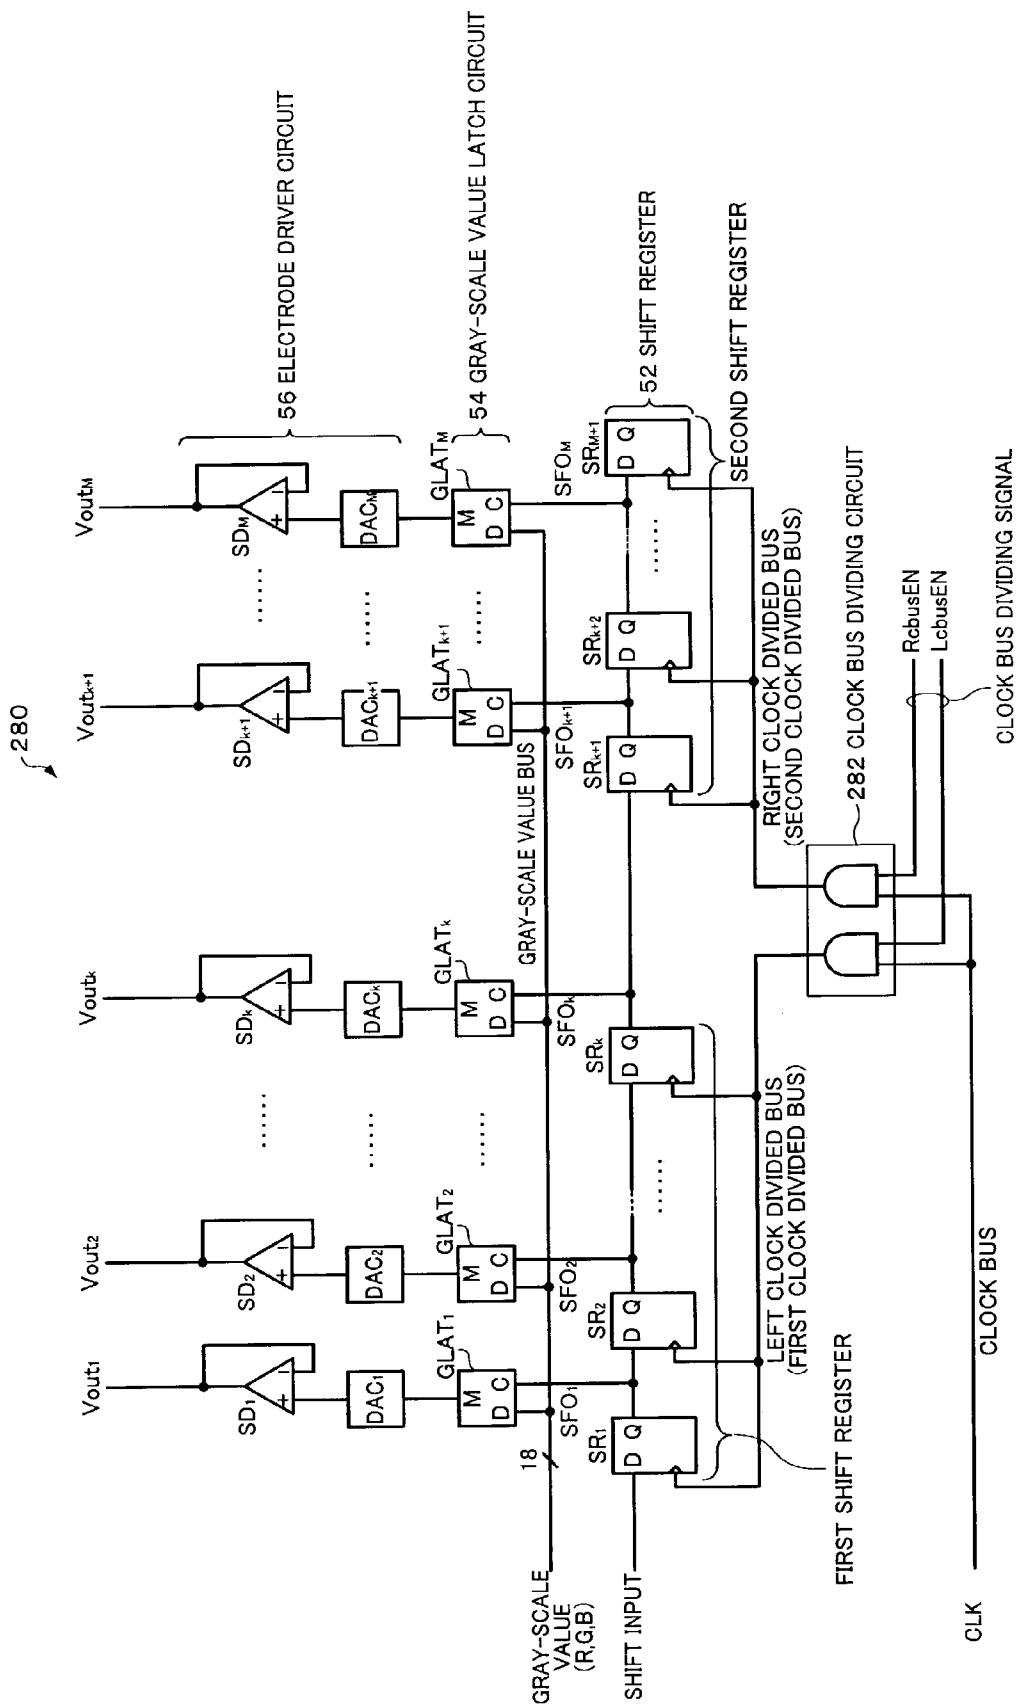 280
Vout1
Vout2
Voutk
Voutk+1
VoutM
SD1
SD2
SDk
SDk+1
SDM
......
......
56 ELECTRODE DRIVER CIRCUIT
DAC1
DAC2
DACk
DACk+1
DACM
......
......
GLAT1
GLAT2
GLATk
GLATk+1
GLATM
54 GRAY-SCALE VALUE LATCH CIRCUIT
M
D C
M
D C
M
D C
M
D C
M
D C
......
......
18
GRAY-SCALE VALUE BUS
GRAY-SCALE
VALUE
(R,G,B)
SFO1
SFO2
SFOk
SFOk+1
SFOM
SR1
SR2
SRk
SRk+1
SRk+2
SRM+1
52 SHIFT REGISTER
D Q
D Q
D Q
D Q
D Q
D Q
......
......
SHIFT INPUT
SECOND SHIFT REGISTER
LEFT CLOCK DIVIDED BUS
(FIRST CLOCK DIVIDED BUS)
RIGHT CLOCK DIVIDED BUS
(SECOND CLOCK DIVIDED BUS)
FIRST SHIFT REGISTER
282 CLOCK BUS DIVIDING CIRCUIT
RcbusEN
LcbusEN
CLOCK BUS DIVIDING SIGNAL
CLK
CLOCK BUS